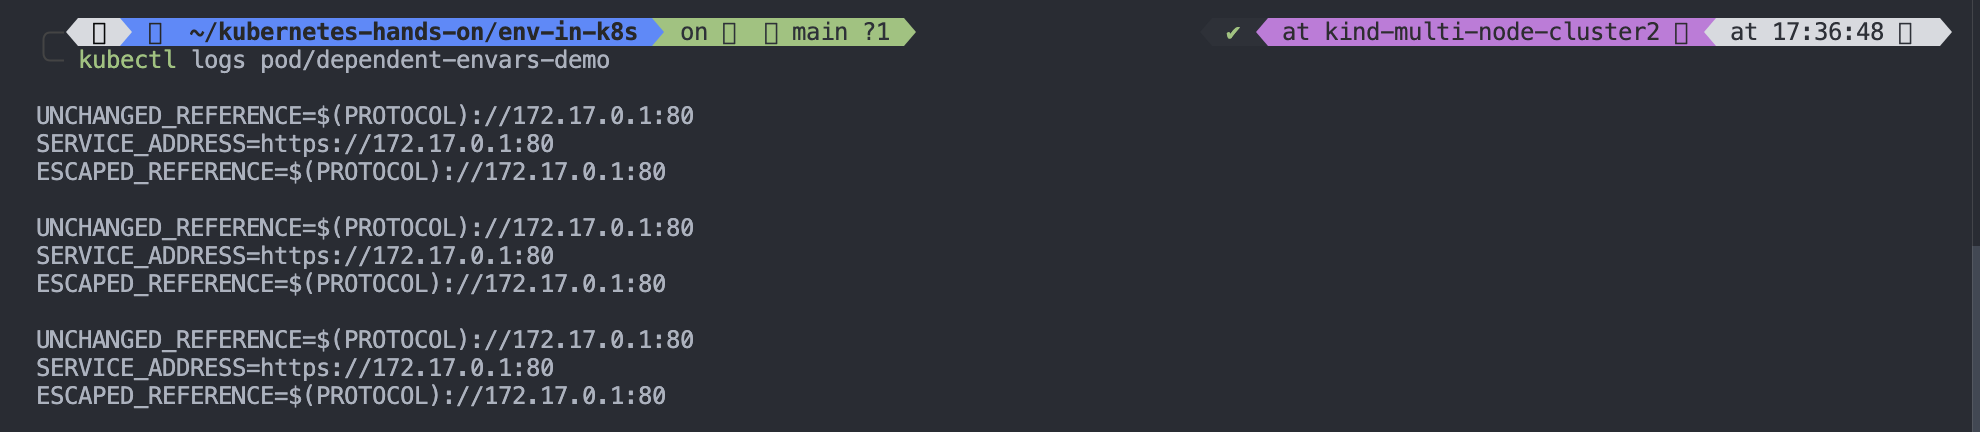 ~/kubernetes-hands-on/env-in-k8s on main ?1 ✔ at kind-multi-node-cluster2 at 17:36:48
kubectl logs pod/dependent-envars-demo
UNCHANGED_REFERENCE=$(PROTOCOL)://172.17.0.1:80
SERVICE_ADDRESS=https://172.17.0.1:80
ESCAPED_REFERENCE=$(PROTOCOL)://172.17.0.1:80
UNCHANGED_REFERENCE=$(PROTOCOL)://172.17.0.1:80
SERVICE_ADDRESS=https://172.17.0.1:80
ESCAPED_REFERENCE=$(PROTOCOL)://172.17.0.1:80
UNCHANGED_REFERENCE=$(PROTOCOL)://172.17.0.1:80
SERVICE_ADDRESS=https://172.17.0.1:80
ESCAPED_REFERENCE=$(PROTOCOL)://172.17.0.1:80